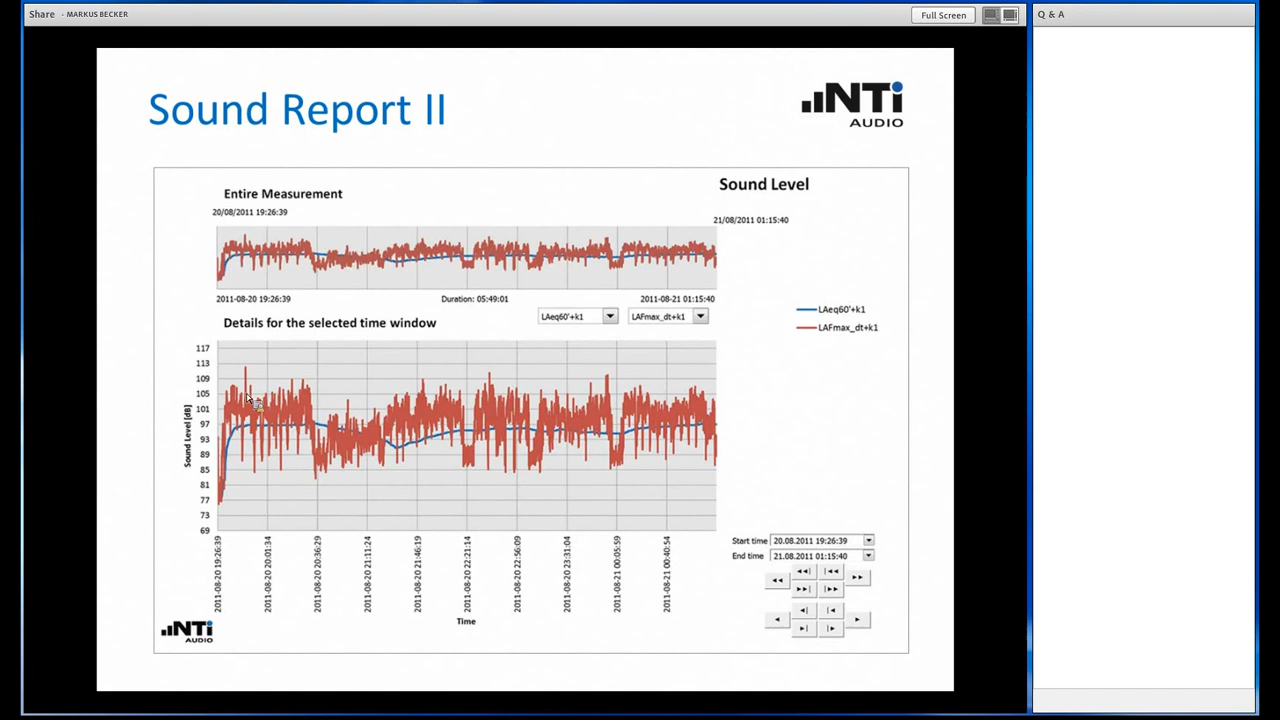 Share - MARKUS BECKER
Full Screen
Q & A
Sound Report II
NTi
AUDIO
Sound Level
Entire Measurement
20/08/2011 19:26:39
21/08/2011 01:15:40
2011-08-20 19:26:39
Duration: 05:49:01
2011-08-21 01:15:40
LAeq60'+k1
LAFmax_dt+k1
Details for the selected time window
LAeq60'+k1
LAFmax_dt+k1
Sound Level [dB]
117
113
109
105
101
97
93
89
85
81
77
73
69
2011-08-20 19:26:39
2011-08-20 20:01:34
2011-08-20 20:36:29
2011-08-20 21:11:24
2011-08-20 21:46:19
2011-08-20 22:21:14
2011-08-20 22:56:09
2011-08-20 23:31:04
2011-08-21 00:05:59
2011-08-21 00:40:54
Time
Start time 20.08.2011 19:26:39
End time 21.08.2011 01:15:40
NTi
AUDIO